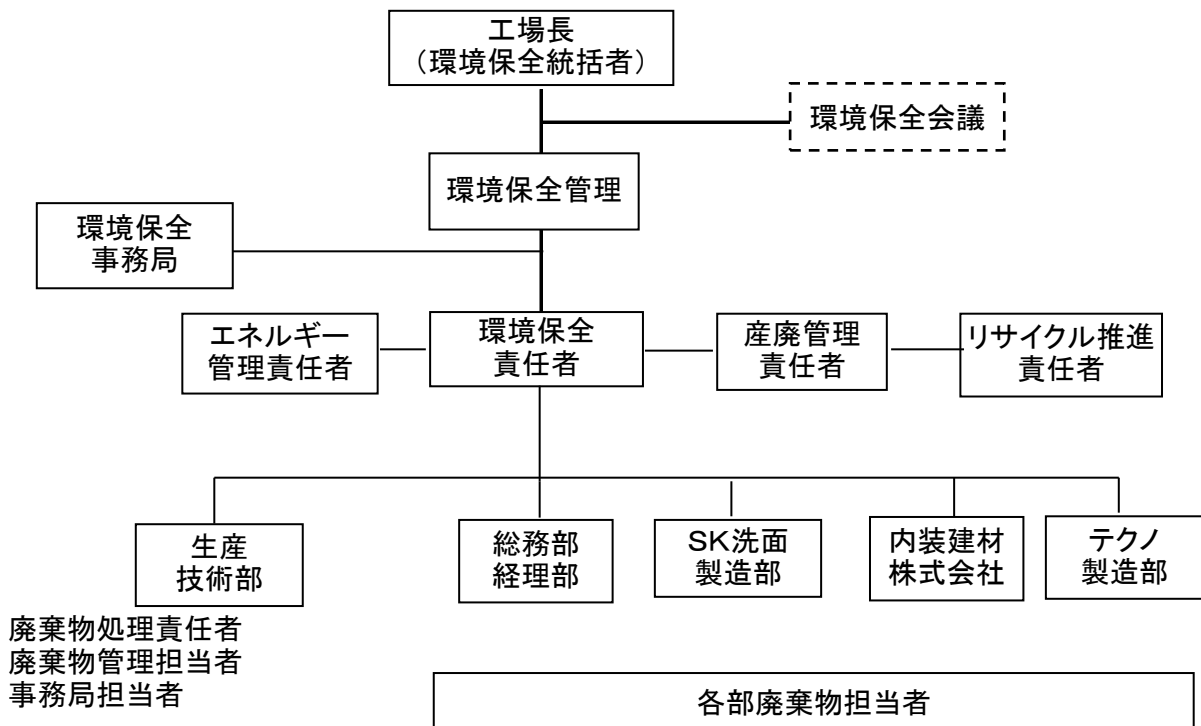 工場長
（環境保全統括者）
環境保全会議
環境保全管理
環境保全
事務局
エネルギー
管理責任者
環境保全
責任者
産廃管理
責任者
リサイクル推進
責任者
生産
技術部
総務部
経理部
SK洗面
製造部
内装建材
株式会社
テクノ
製造部
廃棄物処理責任者
廃棄物管理担当者
事務局担当者
各部廃棄物担当者